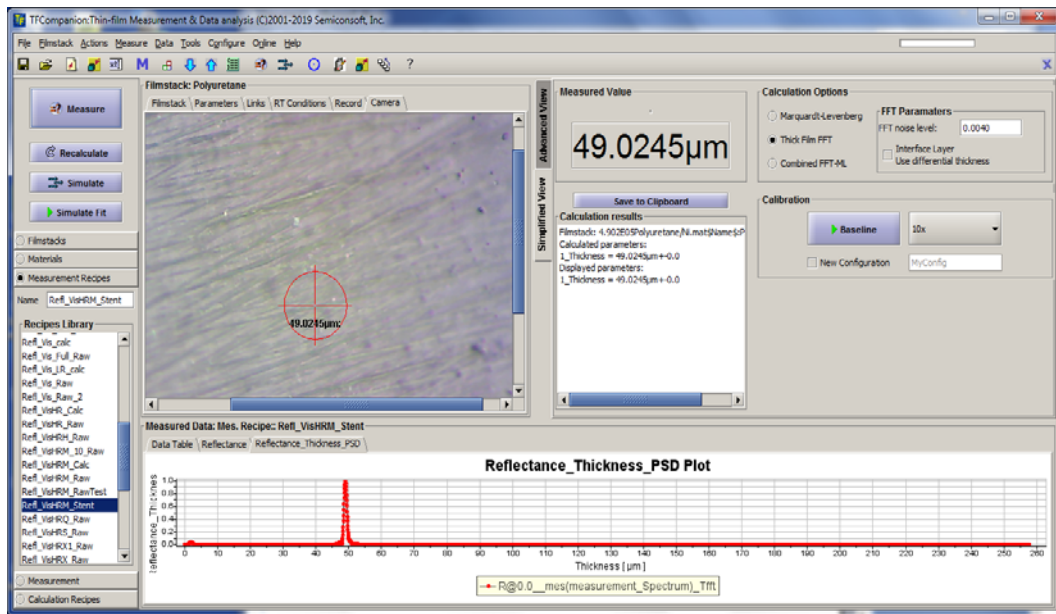 TFCompanion:Thin-film Measurement & Data analysis (C)2001-2019 Semiconsoft, Inc.
File Filmstack Actions Measure Data Tools Configure Online Help
M ?
Measure
Recalculate
Simulate
Simulate Fit
Filmstacks
Materials
Measurement Recipes
Name Refl_VisHRM_Stent
Recipes Library
Refl_Vis_calc
Refl_Vis_Full_Raw
Refl_Vis_LR_calc
Refl_Vis_Raw
Refl_Vis_Raw_2
Refl_VisHR_Calc
Refl_VisHR_Raw
Refl_VisHRH_Raw
Refl_VisHRM_10_Raw
Refl_VisHRM_Calc
Refl_VisHRM_Raw
Refl_VisHRM_RawTest
Refl_VisHRM_Stent
Refl_VisHRQ_Raw
Refl_VisHRS_Raw
Refl_VisHRX1_Raw
Refl_VisHRX_Raw
Measurement
Calculation Recipes
Filmstack: Polyuretane
Filmstack Parameters Links RT Conditions Record Camera
49.0245µm:
Advanced View
Simplified View
Measured Value
49.0245µm
Save to Clipboard
Calculation results
Filmstack: 4.902E05Polyuretane/Ni.mat$Name$:P
Calculated parameters:
1_Thickness = 49.0245µm+-0.0
Displayed parameters:
1_Thickness = 49.0245µm+-0.0
Calculation Options
Marquardt-Levenberg
Thick Film FFT
Combined FFT-ML
FFT Paramaters
FFT noise level: 0.0040
Interface Layer
Use differential thickness
Calibration
Baseline
10x
New Configuration
MyConfig
Measured Data: Mes. Recipe:: Refl_VisHRM_Stent
Data Table Reflectance Reflectance_Thickness_PSD
Reflectance_Thickness_PSD Plot
1.0
0.8
0.6
0.4
0.2
0.0
0 10 20 30 40 50 60 70 80 90 100 110 120 130 140 150 160 170 180 190 200 210 220 230 240 250 260
Thickness [µm]
R@0.0__mes(measurement_Spectrum)_Tfft